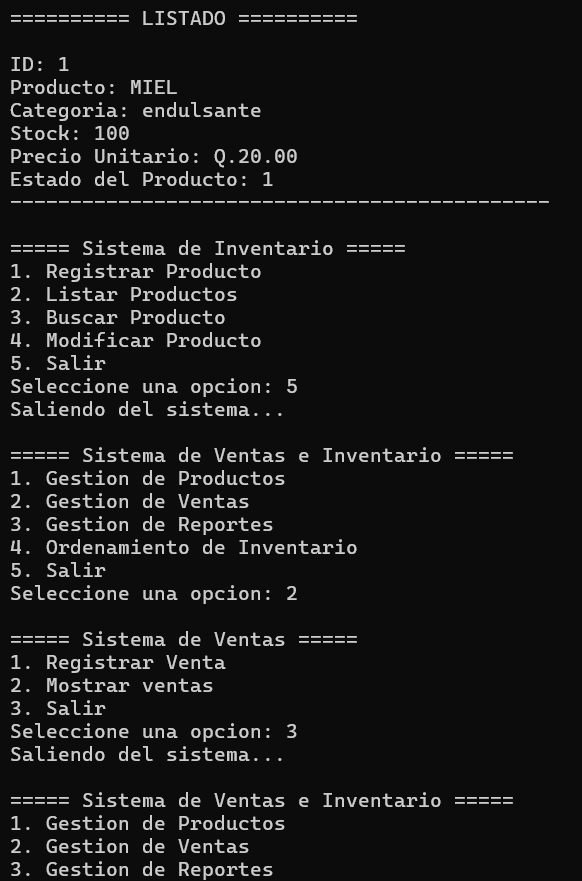 ========== LISTADO ==========
ID: 1
Producto: MIEL
Categoria: endulsante
Stock: 100
Precio Unitario: Q.20.00
Estado del Producto: 1
---------------------------------------------
===== Sistema de Inventario =====
1. Registrar Producto
2. Listar Productos
3. Buscar Producto
4. Modificar Producto
5. Salir
Seleccione una opcion: 5
Saliendo del sistema...
===== Sistema de Ventas e Inventario =====
1. Gestion de Productos
2. Gestion de Ventas
3. Gestion de Reportes
4. Ordenamiento de Inventario
5. Salir
Seleccione una opcion: 2
===== Sistema de Ventas =====
1. Registrar Venta
2. Mostrar ventas
3. Salir
Seleccione una opcion: 3
Saliendo del sistema...
===== Sistema de Ventas e Inventario =====
1. Gestion de Productos
2. Gestion de Ventas
3. Gestion de Reportes